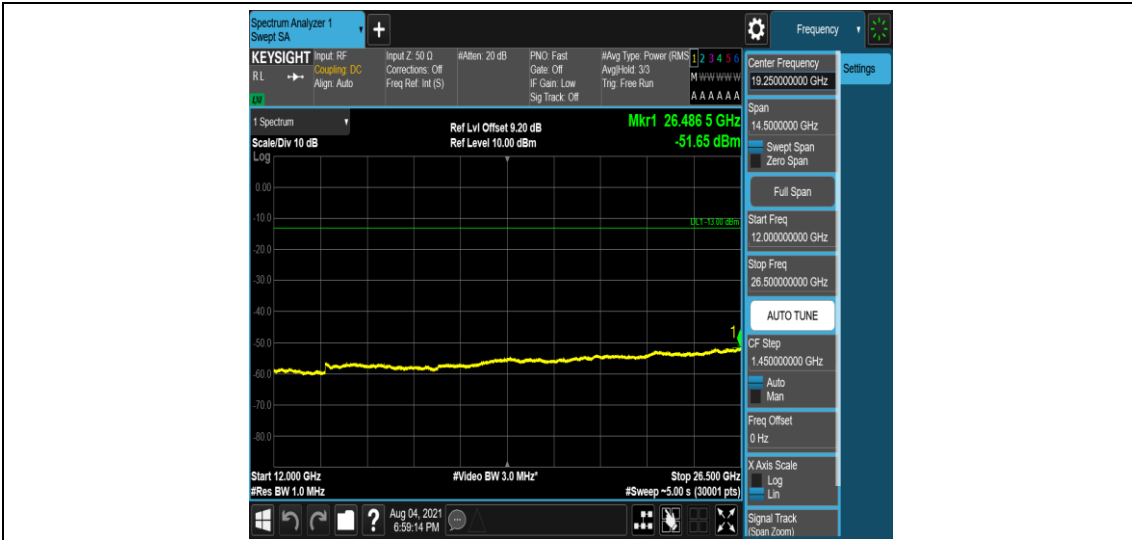 Spectrum Analyzer 1
Swept SA
Frequency
KEYSIGHT
RL
LXI
Input: RF
Coupling: DC
Align: Auto
Input Z: 50 Ω
Corrections: Off
Freq Ref: Int (S)
#Atten: 20 dB
PNO: Fast
Gate: Off
IF Gain: Low
Sig Track: Off
#Avg Type: Power (RMS
Avg|Hold: 3/3
Trig: Free Run
1 2 3 4 5 6
M W W W W W
A A A A A A
1 Spectrum
Scale/Div 10 dB
Log
Ref Lvl Offset 9.20 dB
Ref Level 10.00 dBm
Mkr1 26.486 5 GHz
-51.65 dBm
0.00
-10.0
DL1 -13.00 dBm
-20.0
-30.0
-40.0
1
-50.0
-60.0
-70.0
-80.0
Start 12.000 GHz
#Res BW 1.0 MHz
#Video BW 3.0 MHz*
Stop 26.500 GHz
#Sweep ~5.00 s (30001 pts)
?
Aug 04, 2021
6:59:14 PM
Center Frequency
19.250000000 GHz
Settings
Span
14.5000000 GHz
Swept Span
Zero Span
Full Span
Start Freq
12.000000000 GHz
Stop Freq
26.500000000 GHz
AUTO TUNE
CF Step
1.450000000 GHz
Auto
Man
Freq Offset
0 Hz
X Axis Scale
Log
Lin
Signal Track
(Span Zoom)